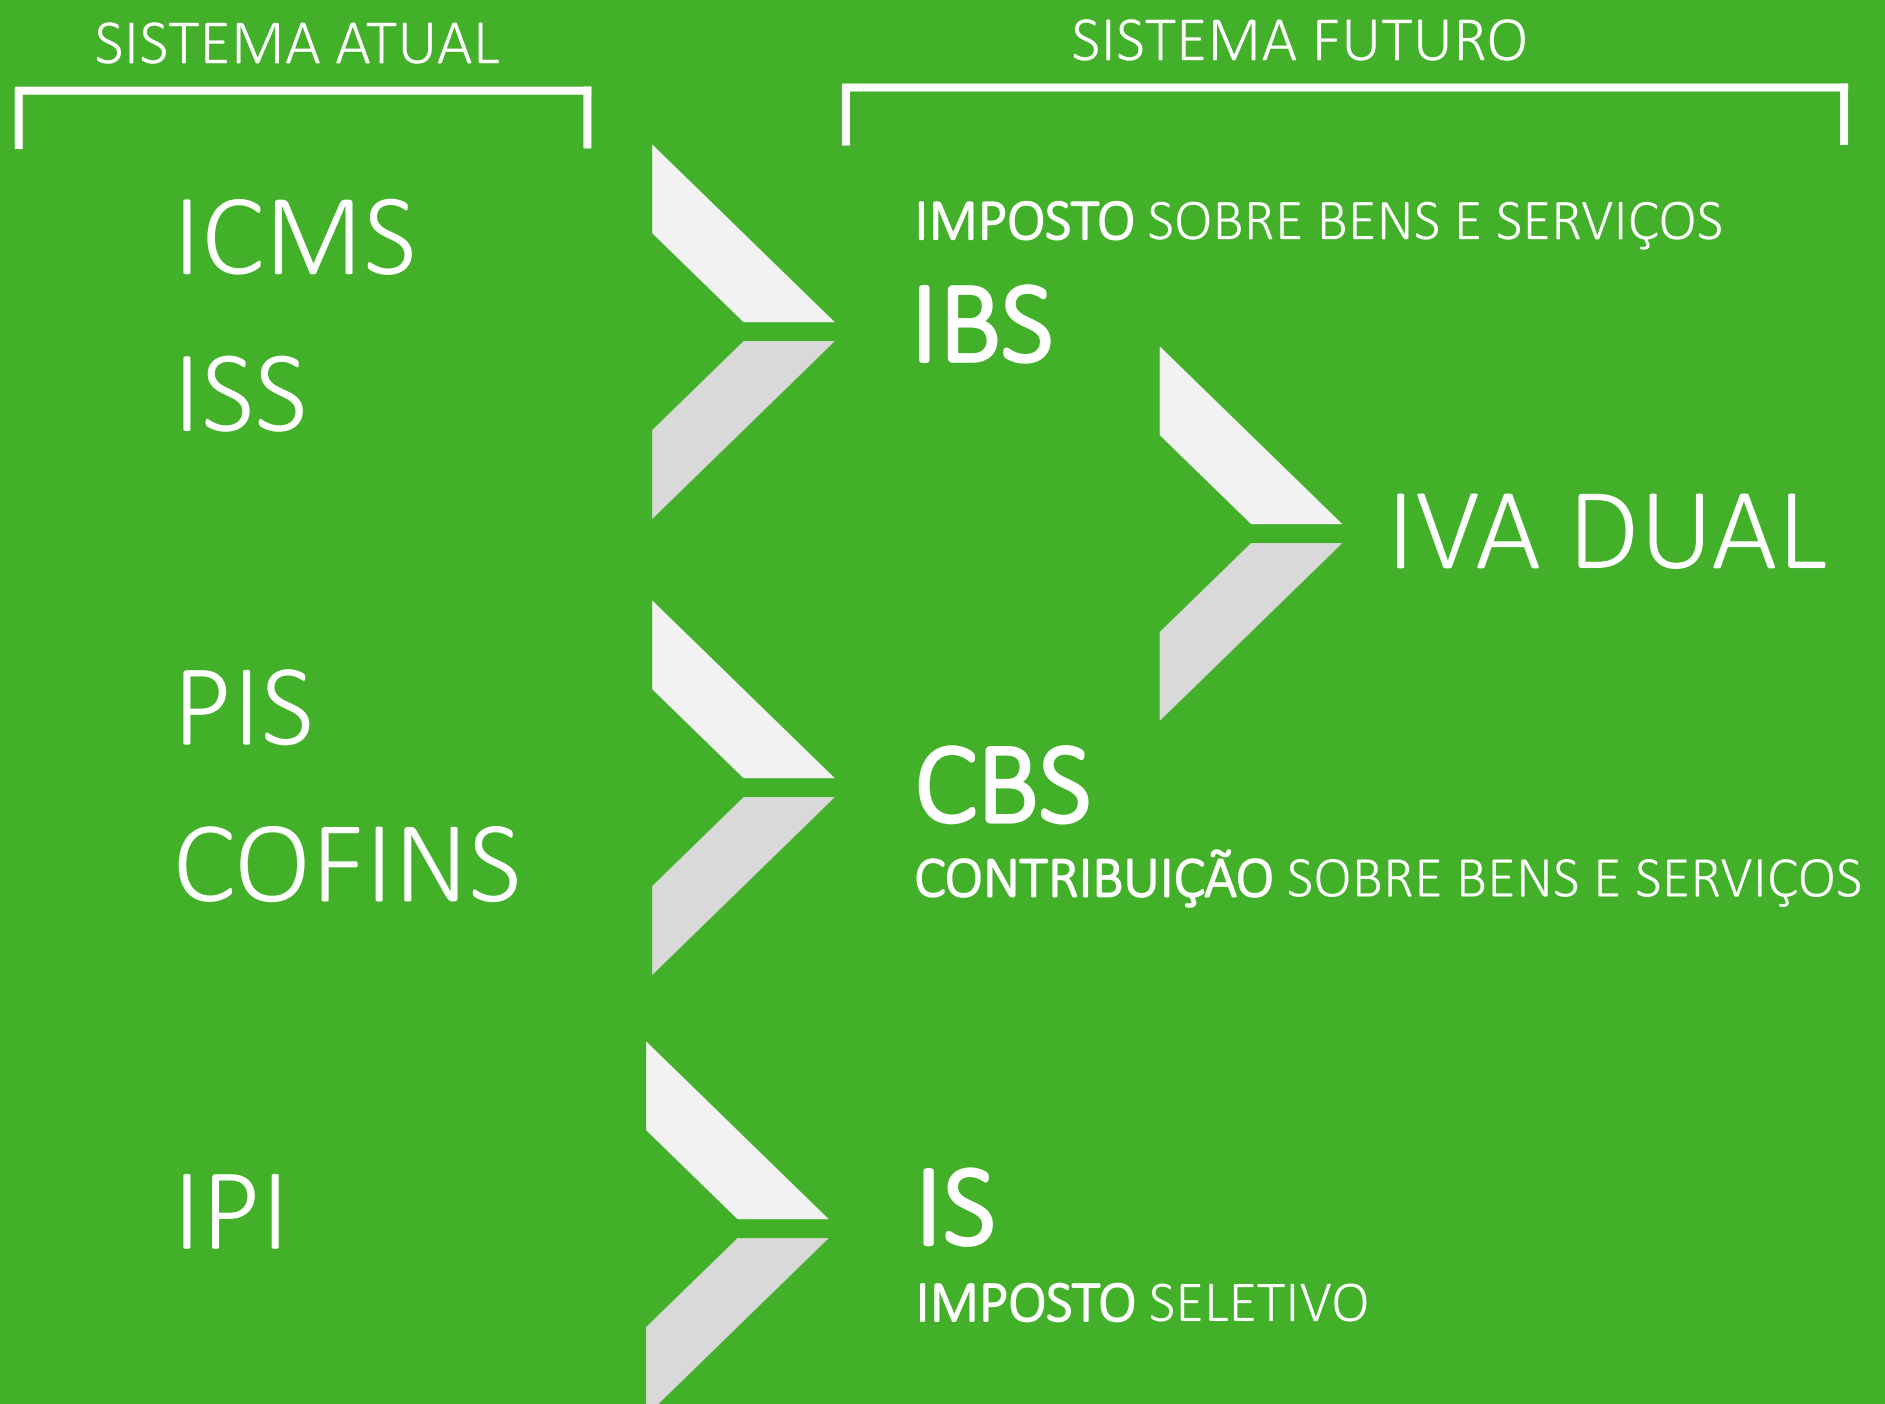 SISTEMA ATUAL
SISTEMA FUTURO
ICMS
ISS
IMPOSTO SOBRE BENS E SERVIÇOS
IBS
IVA DUAL
PIS
COFINS
CBS
CONTRIBUIÇÃO SOBRE BENS E SERVIÇOS
IPI
IS
IMPOSTO SELETIVO